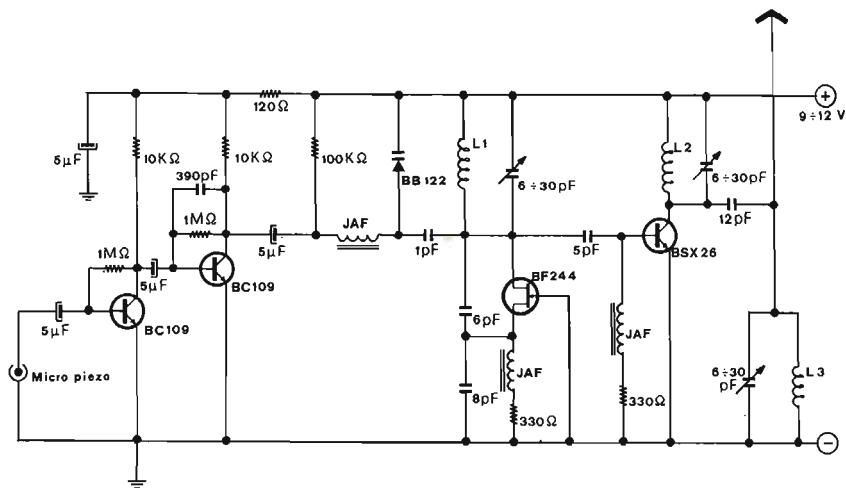 120Ω
9÷12 V
5µF
10KΩ
10KΩ
100KΩ
L1
L2
390pF
BB122
6÷30pF
6÷30pF
1MΩ
JAF
12pF
5µF
1pF
5pF
BSX26
1MΩ
5µF
BC109
BF244
5µF
BC109
6pF
JAF
Micro piezo
JAF
6÷30
pF
L3
8pF
330Ω
330Ω